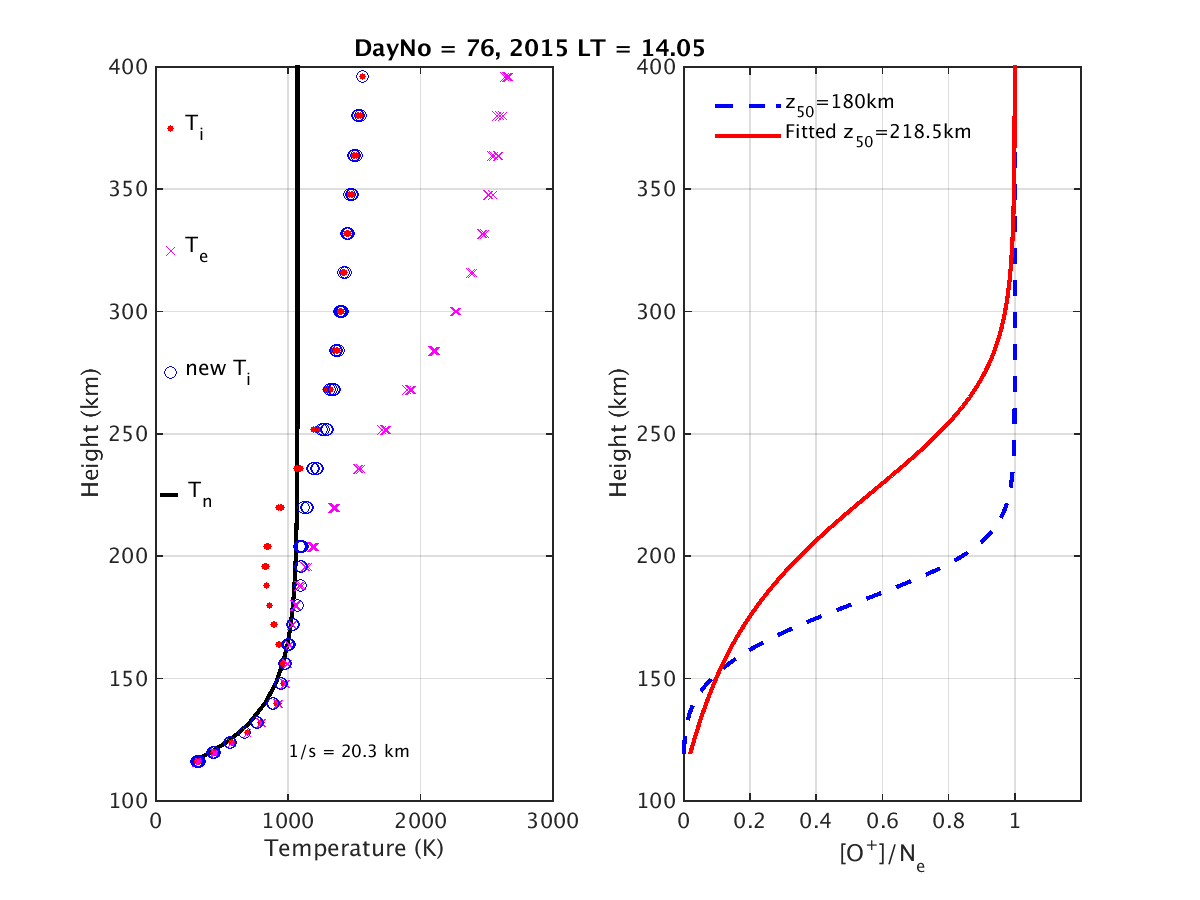 DayNo = 76, 2015 LT = 14.05
400
350
300
250
200
150
100
Height (km)
T_i
T_e
new T_i
T_n
1/s = 20.3 km
0
1000
2000
3000
Temperature (K)
400
350
300
250
200
150
100
Height (km)
z_50=180km
Fitted z_50=218.5km
0
0.2
0.4
0.6
0.8
1
[O^+]/N_e